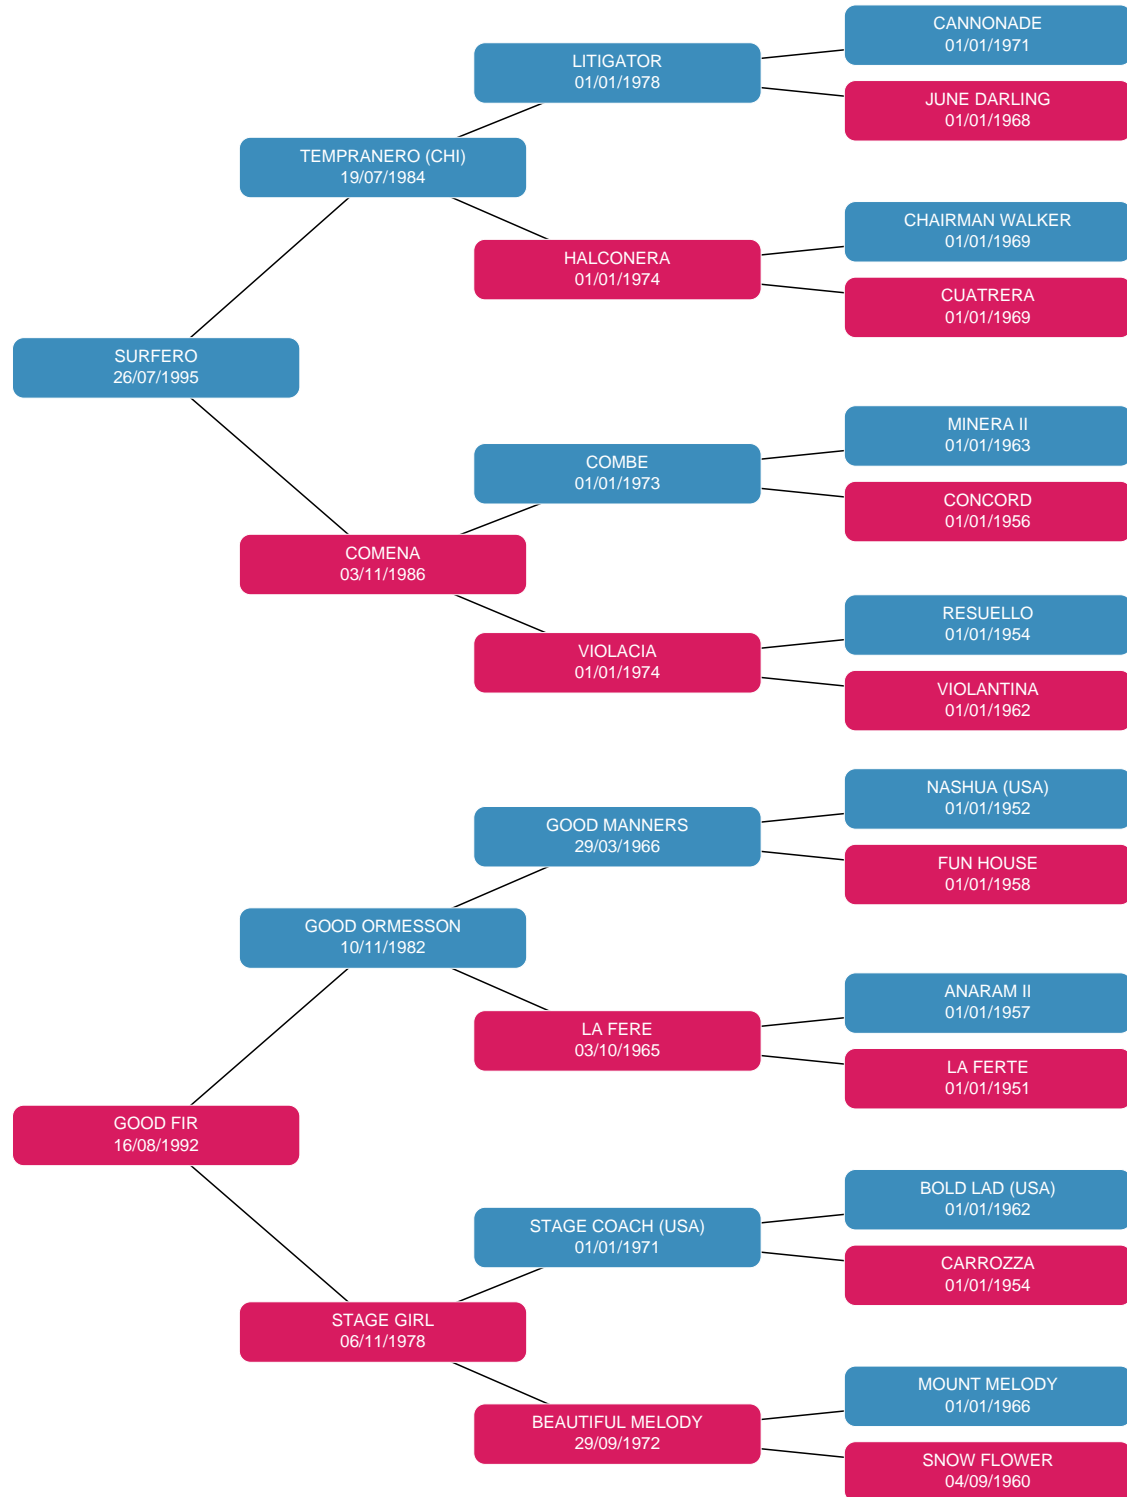 CANNONADE
01/01/1971
LITIGATOR
01/01/1978
JUNE DARLING
01/01/1968
TEMPRANERO (CHI)
19/07/1984
CHAIRMAN WALKER
01/01/1969
HALCONERA
01/01/1974
CUATRERA
01/01/1969
SURFERO
26/07/1995
MINERA II
01/01/1963
COMBE
01/01/1973
CONCORD
01/01/1956
COMENA
03/11/1986
RESUELLO
01/01/1954
VIOLACIA
01/01/1974
VIOLANTINA
01/01/1962
NASHUA (USA)
01/01/1952
GOOD MANNERS
29/03/1966
FUN HOUSE
01/01/1958
GOOD ORMESSON
10/11/1982
ANARAM II
01/01/1957
LA FERE
03/10/1965
LA FERTE
01/01/1951
GOOD FIR
16/08/1992
BOLD LAD (USA)
01/01/1962
STAGE COACH (USA)
01/01/1971
CARROZZA
01/01/1954
STAGE GIRL
06/11/1978
MOUNT MELODY
01/01/1966
BEAUTIFUL MELODY
29/09/1972
SNOW FLOWER
04/09/1960